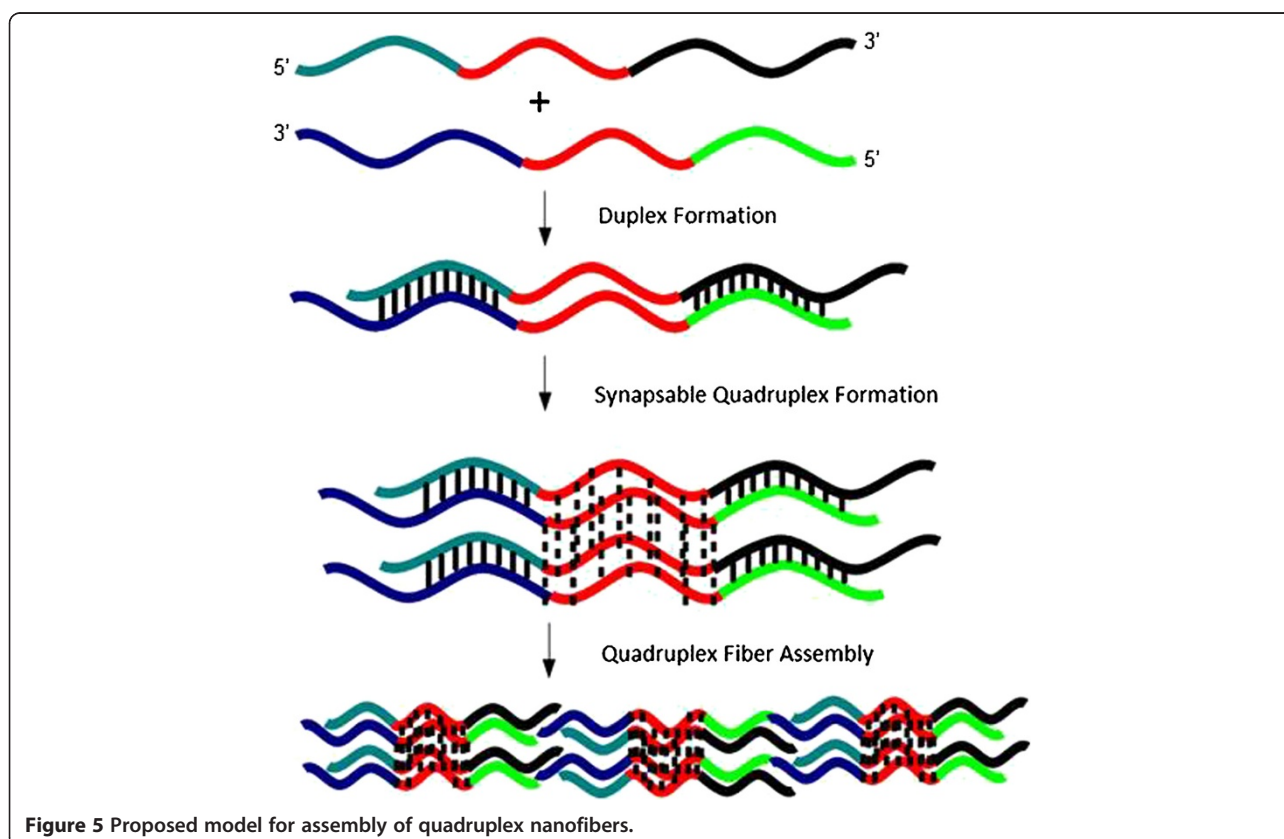 3’
5’
+
3’
5’
Duplex Formation
Synapsable Quadruplex Formation
Quadruplex Fiber Assembly
Figure 5 Proposed model for assembly of quadruplex nanofibers.